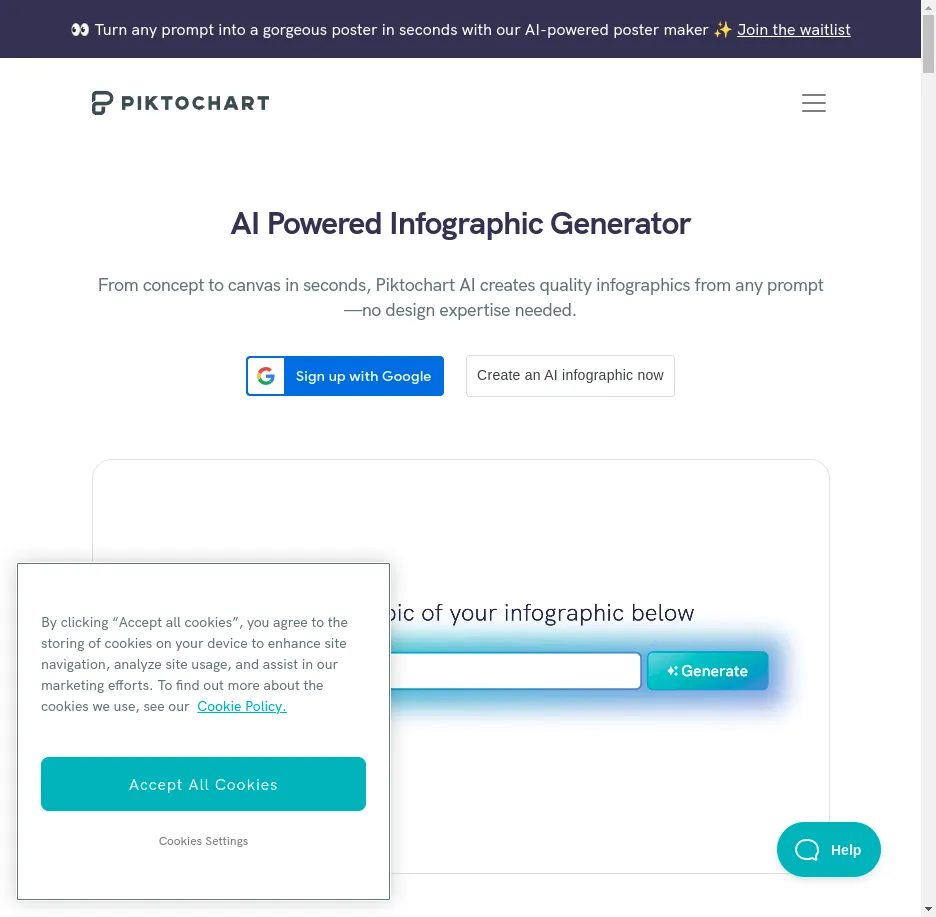 👀 Turn any prompt into a gorgeous poster in seconds with our AI-powered poster maker ✨ Join the waitlist
PIKTOCHART
AI Powered Infographic Generator
From concept to canvas in seconds, Piktochart AI creates quality infographics from any prompt
—no design expertise needed.
Sign up with Google
Create an AI infographic now
of your infographic below
Generate
By clicking “Accept all cookies”, you agree to the
storing of cookies on your device to enhance site
navigation, analyze site usage, and assist in our
marketing efforts. To find out more about the
cookies we use, see our Cookie Policy.
Accept All Cookies
Cookies Settings
Help